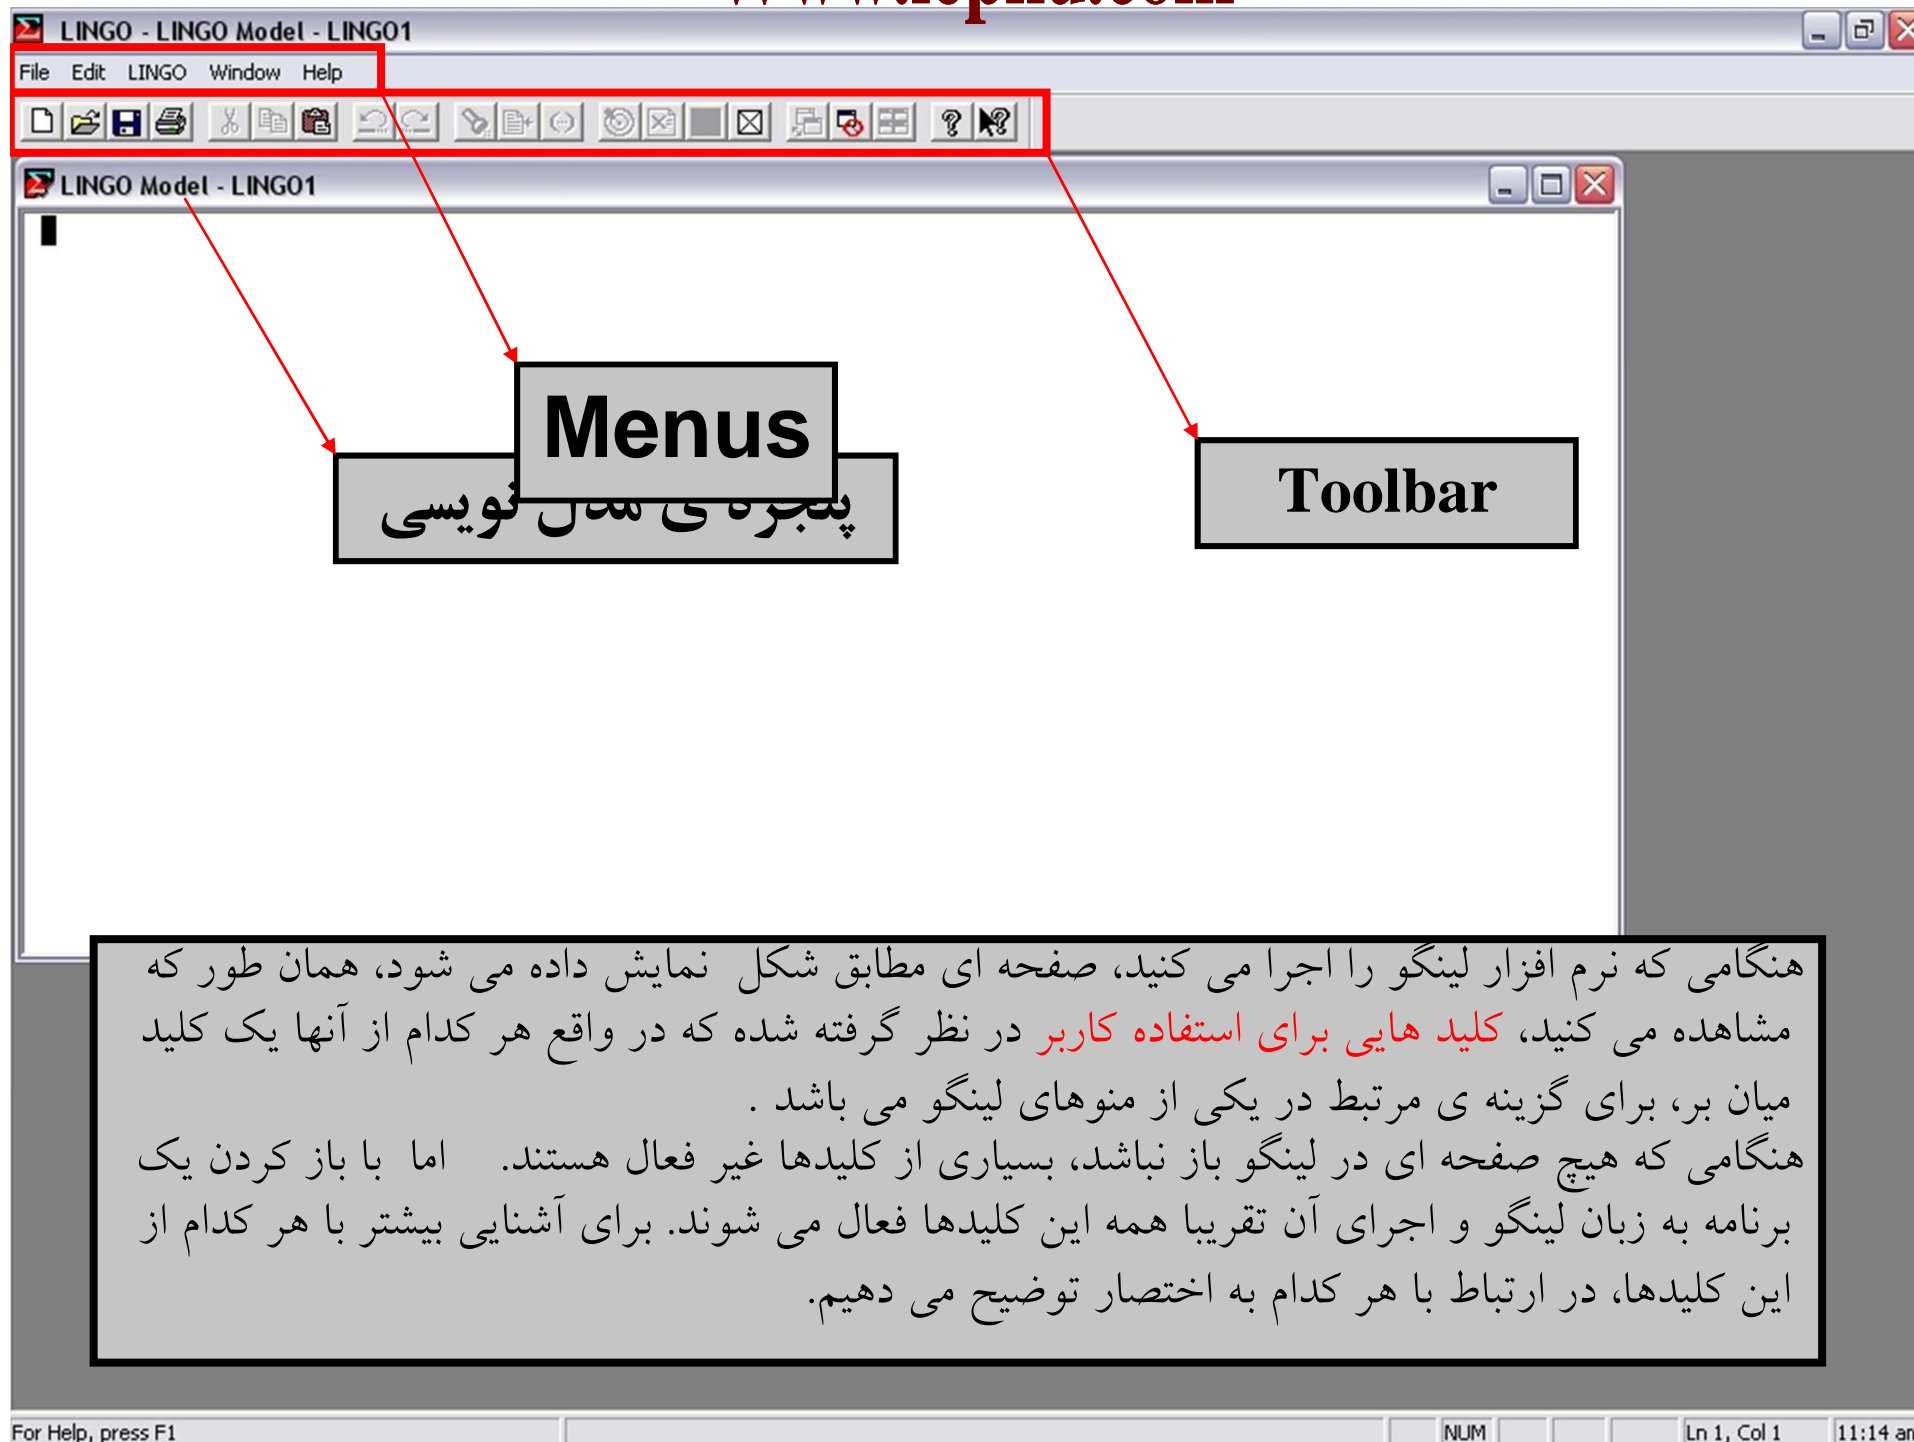 LINGO - LINGO Model - LINGO1
File Edit LINGO Window Help
LINGO Model - LINGO1
Menus
پنجره ی مدل نویسی
Toolbar
هنگامی که نرم افزار لینگو را اجرا می کنید، صفحه ای مطابق شکل نمایش داده می شود، همان طور که
مشاهده می کنید، کلید هایی برای استفاده کاربر در نظر گرفته شده که در واقع هر کدام از آنها یک کلید
میان بر، برای گزینه ی مرتبط در یکی از منوهای لینگو می باشد .
هنگامی که هیچ صفحه ای در لینگو باز نباشد، بسیاری از کلیدها غیر فعال هستند. اما با باز کردن یک
برنامه به زبان لینگو و اجرای آن تقریبا همه این کلیدها فعال می شوند. برای آشنایی بیشتر با هر کدام از
این کلیدها، در ارتباط با هر کدام به اختصار توضیح می دهیم.
For Help, press F1
NUM
Ln 1, Col 1
11:14 am